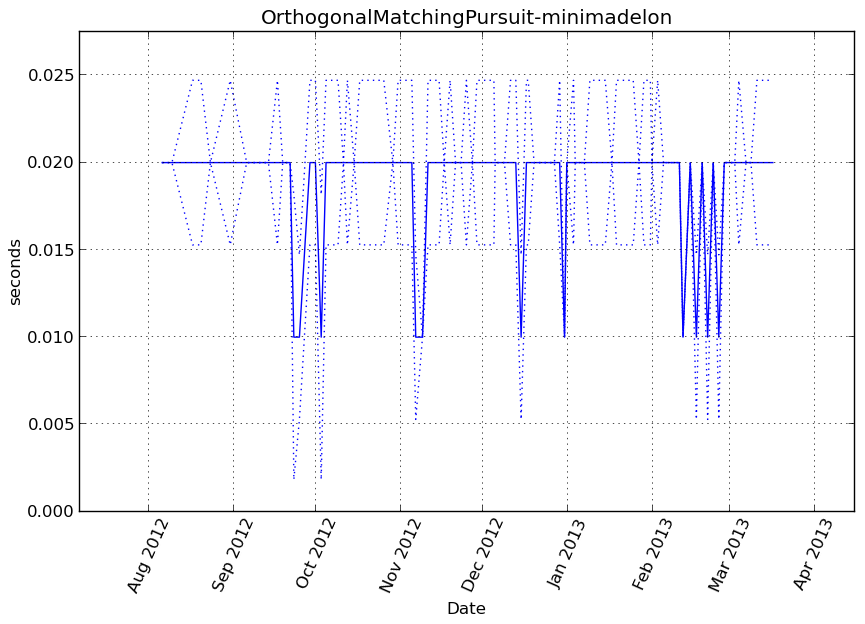 OrthogonalMatchingPursuit-minimadelon
0.025
0.020
0.015
0.010
0.005
0.000
seconds
Aug 2012
Sep 2012
Oct 2012
Nov 2012
Dec 2012
Jan 2013
Feb 2013
Mar 2013
Apr 2013
Date